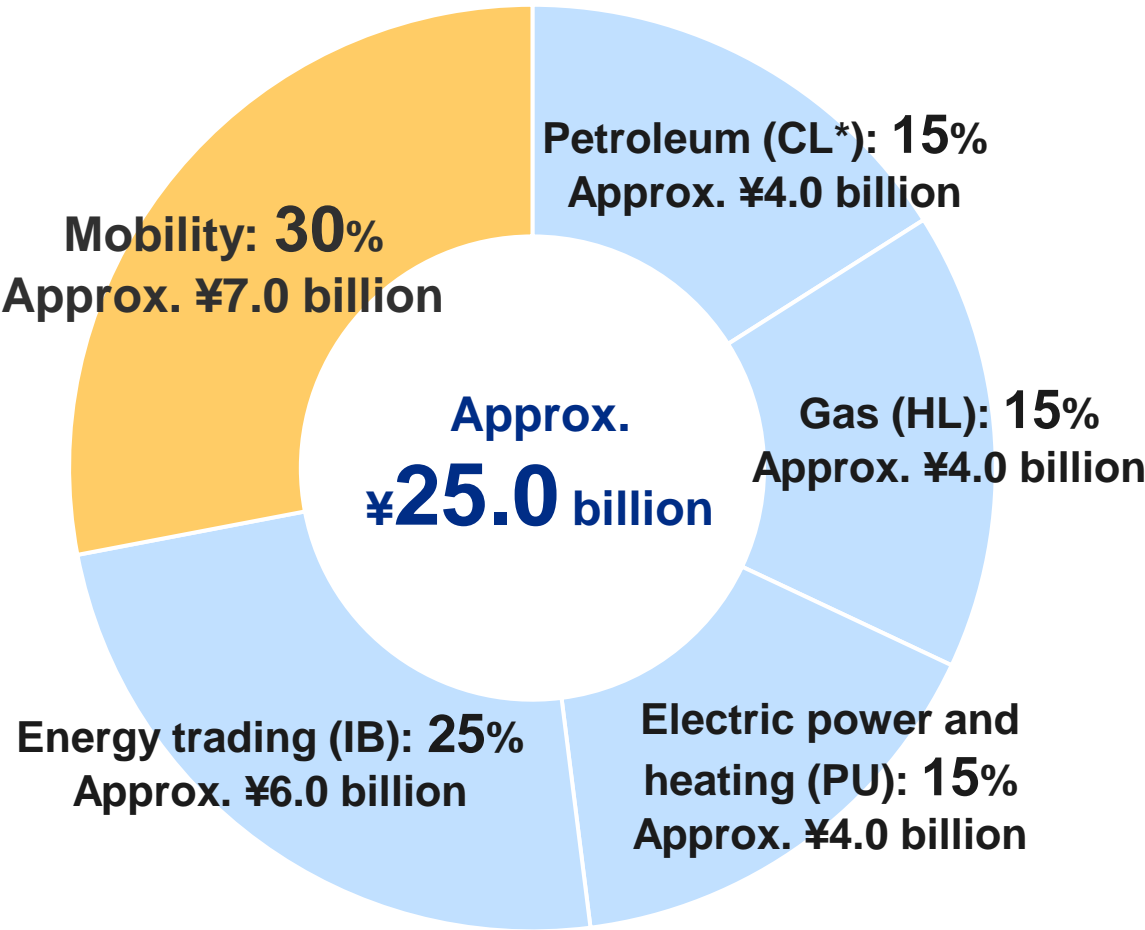 Petroleum (CL*): 15%
Approx. ¥4.0 billion
Mobility: 30%
Approx. ¥7.0 billion
Gas (HL): 15%
Approx. ¥4.0 billion
Approx.
¥25.0 billion
Electric power and
heating (PU): 15%
Approx. ¥4.0 billion
Energy trading (IB): 25%
Approx. ¥6.0 billion